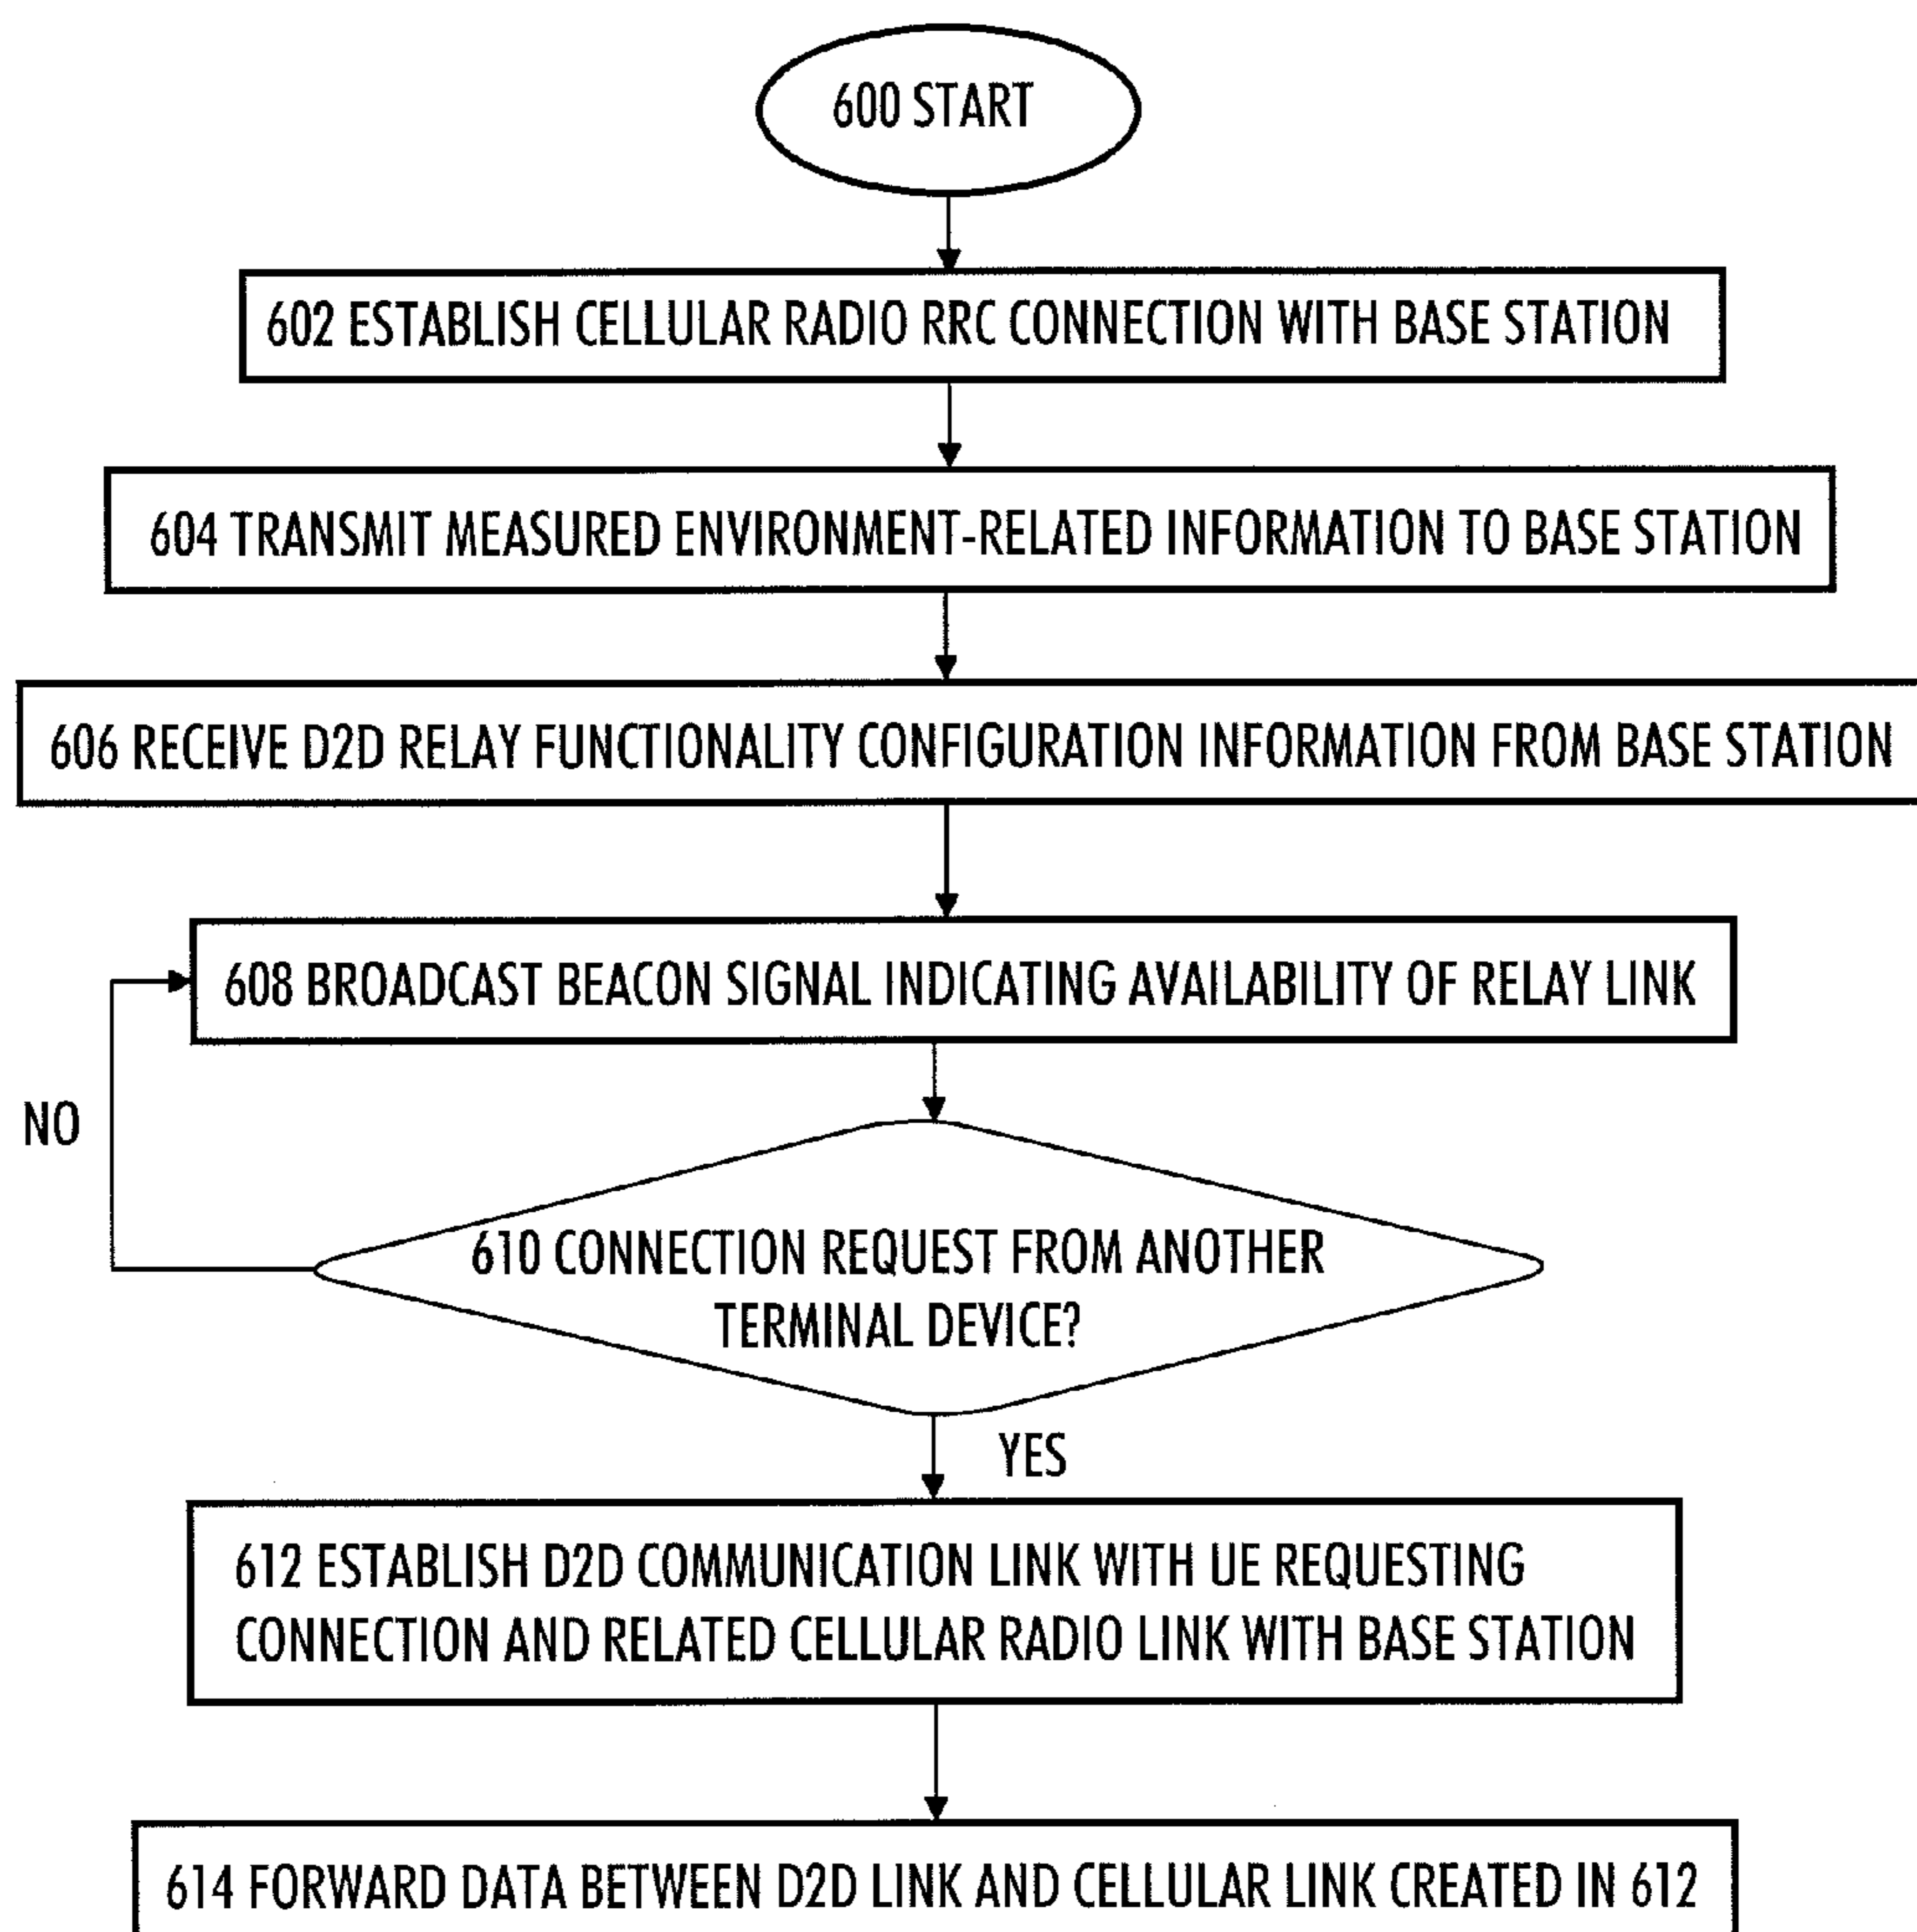 600 START
602 ESTABLISH CELLULAR RADIO RRC CONNECTION WITH BASE STATION
604 TRANSMIT MEASURED ENVIRONMENT-RELATED INFORMATION TO BASE STATION
606 RECEIVE D2D RELAY FUNCTIONALITY CONFIGURATION INFORMATION FROM BASE STATION
608 BROADCAST BEACON SIGNAL INDICATING AVAILABILITY OF RELAY LINK
NO
610 CONNECTION REQUEST FROM ANOTHER
TERMINAL DEVICE?
YES
612 ESTABLISH D2D COMMUNICATION LINK WITH UE REQUESTING
CONNECTION AND RELATED CELLULAR RADIO LINK WITH BASE STATION
614 FORWARD DATA BETWEEN D2D LINK AND CELLULAR LINK CREATED IN 612